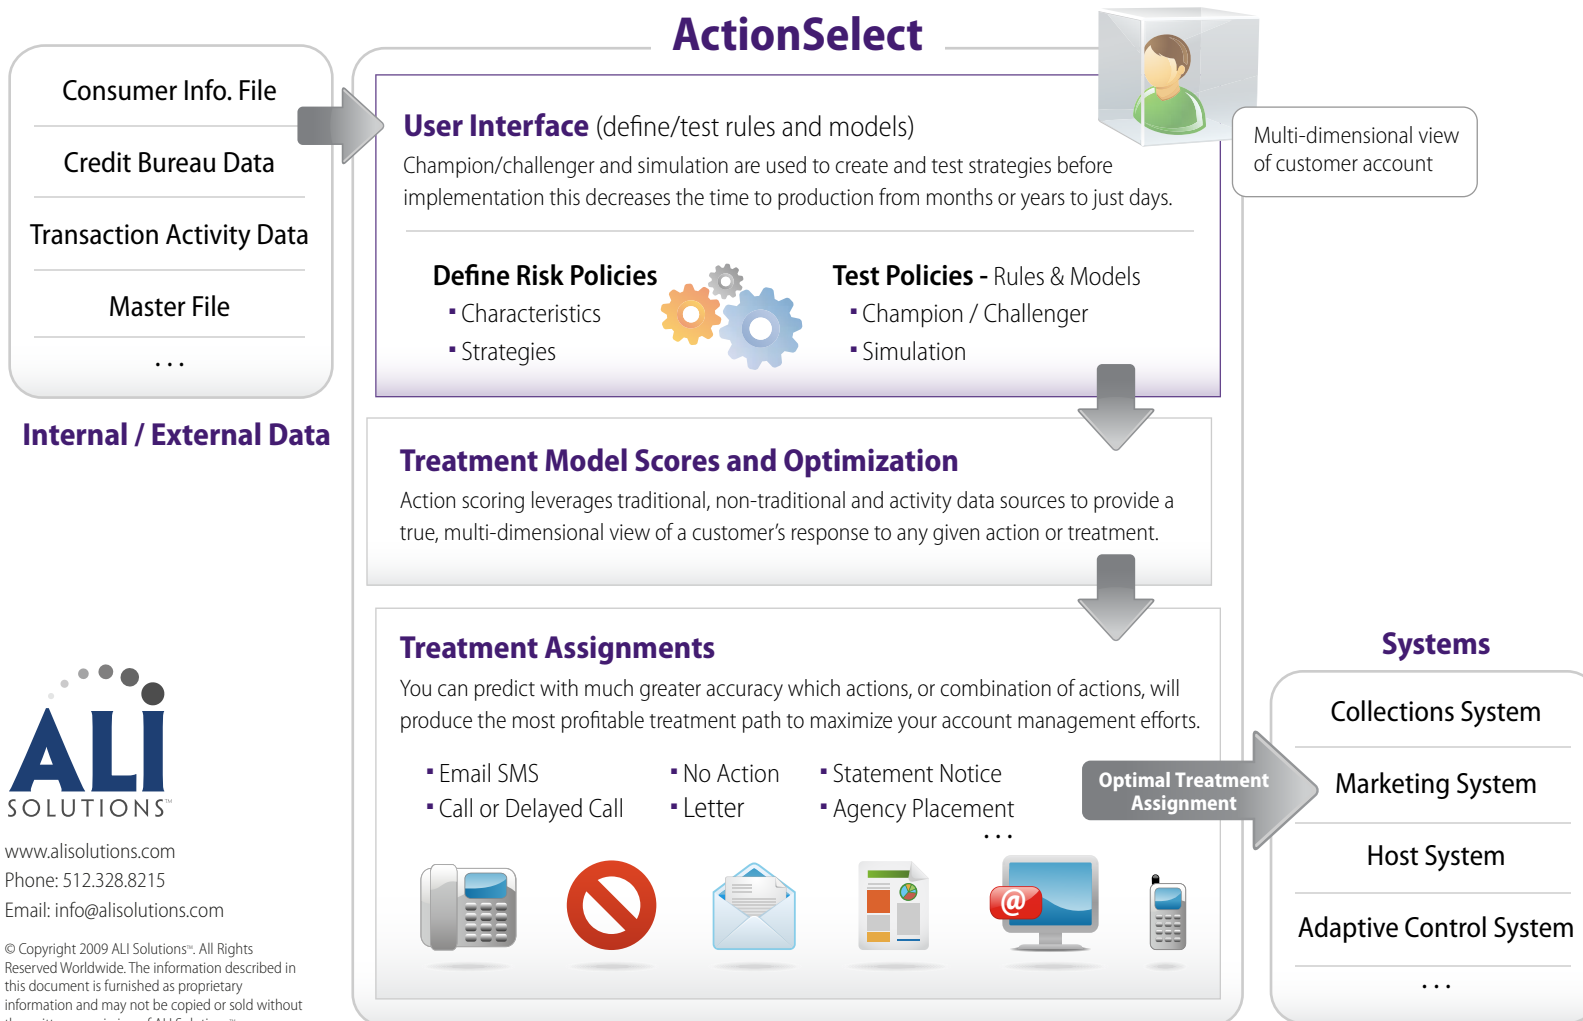 ActionSelect
Consumer Info. File
Credit Bureau Data
Transaction Activity Data
Master File
...
Internal / External Data
User Interface (define/test rules and models)
Champion/challenger and simulation are used to create and test strategies before
implementation this decreases the time to production from months or years to just days.
Define Risk Policies
▪ Characteristics
▪ Strategies
Test Policies - Rules & Models
▪ Champion / Challenger
▪ Simulation
Multi-dimensional view
of customer account
Treatment Model Scores and Optimization
Action scoring leverages traditional, non-traditional and activity data sources to provide a
true, multi-dimensional view of a customer's response to any given action or treatment.
Treatment Assignments
You can predict with much greater accuracy which actions, or combination of actions, will
produce the most profitable treatment path to maximize your account management efforts.
▪ Email SMS
▪ Call or Delayed Call
▪ No Action
▪ Letter
▪ Statement Notice
▪ Agency Placement
...
@
Optimal Treatment
Assignment
Systems
Collections System
Marketing System
Host System
Adaptive Control System
...
ALI
SOLUTIONS™
www.alisolutions.com
Phone: 512.328.8215
Email: info@alisolutions.com
© Copyright 2009 ALI Solutions™. All Rights
Reserved Worldwide. The information described in
this document is furnished as proprietary
information and may not be copied or sold without